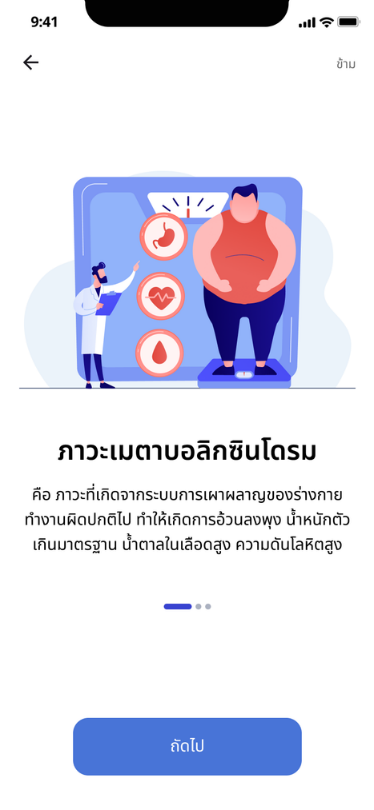 9:41
ข้าม
ภาวะเมตาบอลิกซินโดรม
คือ ภาวะที่เกิดจากระบบการเผาผลาญของร่างกาย
ทำงานผิดปกติไป ทำให้เกิดการอ้วนลงพุง น้ำหนักตัว
เกินมาตรฐาน น้ำตาลในเลือดสูง ความดันโลหิตสูง
ถัดไป